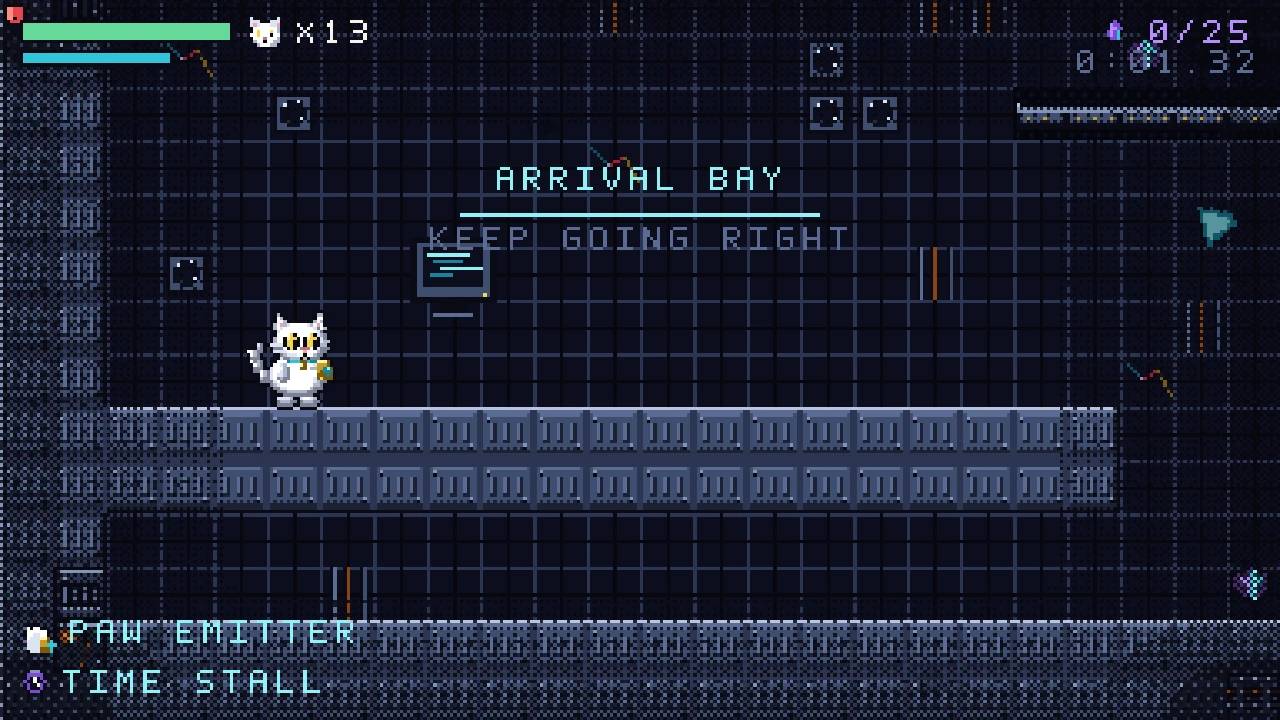 x13
0/25
0:01.32
ARRIVAL BAY
KEEP GOING RIGHT
PAW EMITTER
TIME STALL